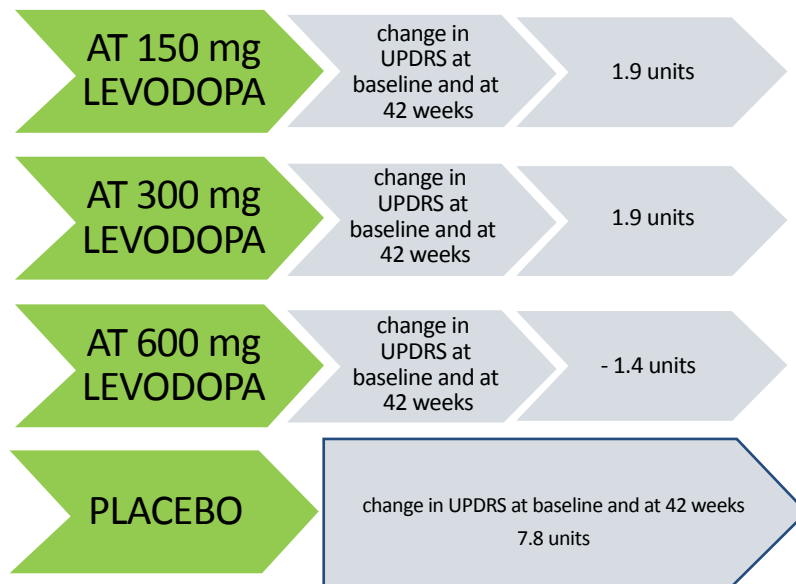 AT 150 mg
LEVODOPA
change in
UPDRS at
baseline and at
42 weeks
1.9 units
AT 300 mg
LEVODOPA
change in
UPDRS at
baseline and at
42 weeks
1.9 units
AT 600 mg
LEVODOPA
change in
UPDRS at
baseline and at
42 weeks
- 1.4 units
PLACEBO
change in UPDRS at baseline and at 42 weeks
7.8 units